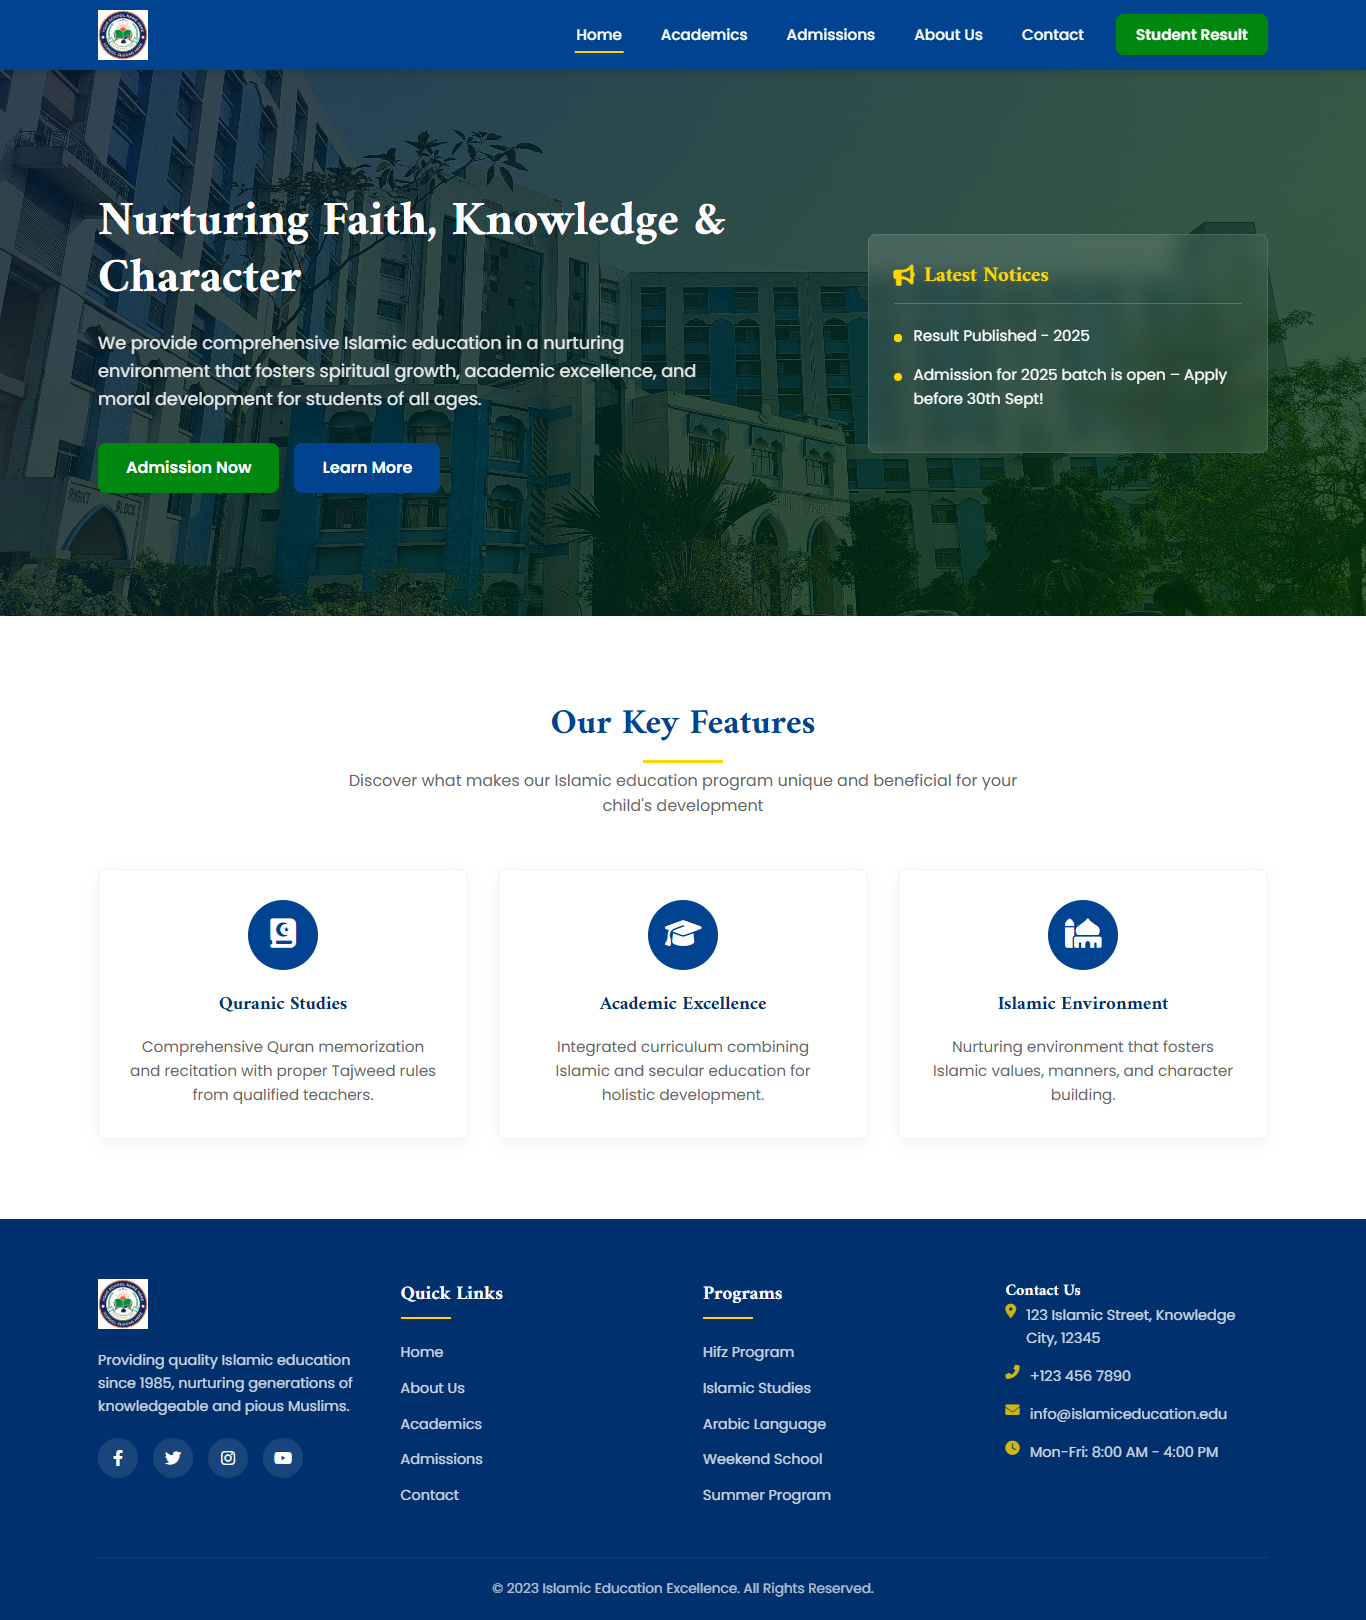 Home Academics Admissions About Us Contact Student Result
Nurturing Faith, Knowledge &
Character
We provide comprehensive Islamic education in a nurturing
environment that fosters spiritual growth, academic excellence, and
moral development for students of all ages.
Admission Now Learn More
Latest Notices
Result Published - 2025
Admission for 2025 batch is open – Apply
before 30th Sept!
RIGHT BLOCK
Our Key Features
Discover what makes our Islamic education program unique and beneficial for your
child's development
Quranic Studies
Comprehensive Quran memorization
and recitation with proper Tajweed rules
from qualified teachers.
Academic Excellence
Integrated curriculum combining
Islamic and secular education for
holistic development.
Islamic Environment
Nurturing environment that fosters
Islamic values, manners, and character
building.
Providing quality Islamic education
since 1985, nurturing generations of
knowledgeable and pious Muslims.
Quick Links
Home
About Us
Academics
Admissions
Contact
Programs
Hifz Program
Islamic Studies
Arabic Language
Weekend School
Summer Program
Contact Us
123 Islamic Street, Knowledge
City, 12345
+123 456 7890
info@islamiceducation.edu
Mon-Fri: 8:00 AM - 4:00 PM
© 2023 Islamic Education Excellence. All Rights Reserved.